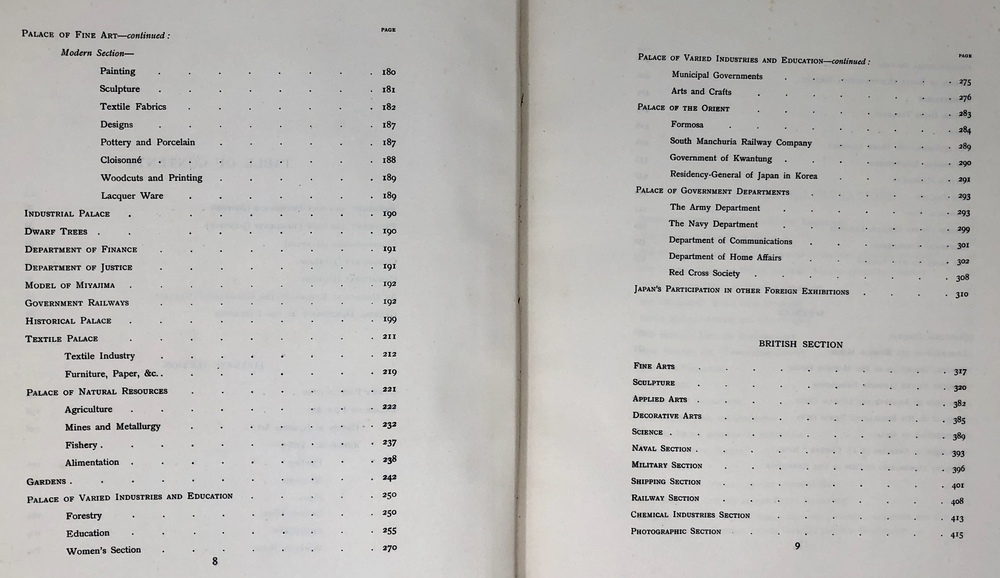 PALACE OF FINE ART—continued: PAGE
Modern Section—
Painting . . . . . . . . 180
Sculpture . . . . . . . . 181
Textile Fabrics . . . . . . . 182
Designs . . . . . . . . 187
Pottery and Porcelain . . . . . . 187
Cloisonné . . . . . . . . 188
Woodcuts and Printing . . . . . . 189
Lacquer Ware . . . . . . . 189
INDUSTRIAL PALACE . . . . . . . . 190
DWARF TREES . . . . . . . . . 190
DEPARTMENT OF FINANCE . . . . . . . 191
DEPARTMENT OF JUSTICE . . . . . . . 191
MODEL OF MIYAJIMA . . . . . . . . 192
GOVERNMENT RAILWAYS . . . . . . . 192
HISTORICAL PALACE . . . . . . . . 199
TEXTILE PALACE . . . . . . . . 211
Textile Industry . . . . . . . 212
Furniture, Paper, &c. . . . . . . . 219
PALACE OF NATURAL RESOURCES . . . . . . 221
Agriculture . . . . . . . . 222
Mines and Metallurgy . . . . . . . 232
Fishery . . . . . . . . . 237
Alimentation . . . . . . . . 238
GARDENS . . . . . . . . . . 242
PALACE OF VARIED INDUSTRIES AND EDUCATION . . . . . 250
Forestry . . . . . . . . 250
Education . . . . . . . . 255
Women's Section . . . . . . . 270
8
PALACE OF VARIED INDUSTRIES AND EDUCATION—continued: PAGE
Municipal Governments . . . . . . 275
Arts and Crafts . . . . . . . 276
PALACE OF THE ORIENT . . . . . . . 283
Formosa . . . . . . . . 284
South Manchuria Railway Company . . . . . 289
Government of Kwantung . . . . . . 290
Residency-General of Japan in Korea . . . . . 291
PALACE OF GOVERNMENT DEPARTMENTS . . . . . 293
The Army Department . . . . . . 293
The Navy Department . . . . . . 299
Department of Communications . . . . . 301
Department of Home Affairs . . . . . . 302
Red Cross Society . . . . . . . 308
JAPAN'S PARTICIPATION IN OTHER FOREIGN EXHIBITIONS . . . . 310
BRITISH SECTION
FINE ARTS . . . . . . . . . 317
SCULPTURE . . . . . . . . . 320
APPLIED ARTS . . . . . . . . . 382
DECORATIVE ARTS . . . . . . . . 385
SCIENCE . . . . . . . . . . 389
NAVAL SECTION . . . . . . . . . 393
MILITARY SECTION . . . . . . . . 396
SHIPPING SECTION . . . . . . . . 401
RAILWAY SECTION . . . . . . . . 408
CHEMICAL INDUSTRIES SECTION . . . . . . 413
PHOTOGRAPHIC SECTION . . . . . . . 415
9